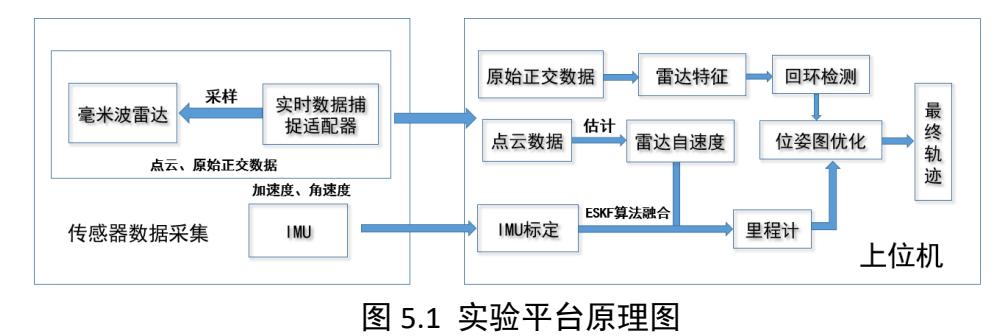 毫米波雷达
采样
实时数据捕
捉适配器
点云、原始正交数据
加速度、角速度
传感器数据采集
IMU
原始正交数据
雷达特征
回环检测
点云数据
估计
雷达自速度
位姿图优化
最终轨迹
IMU标定
ESKF算法融合
里程计
上位机
图 5.1 实验平台原理图